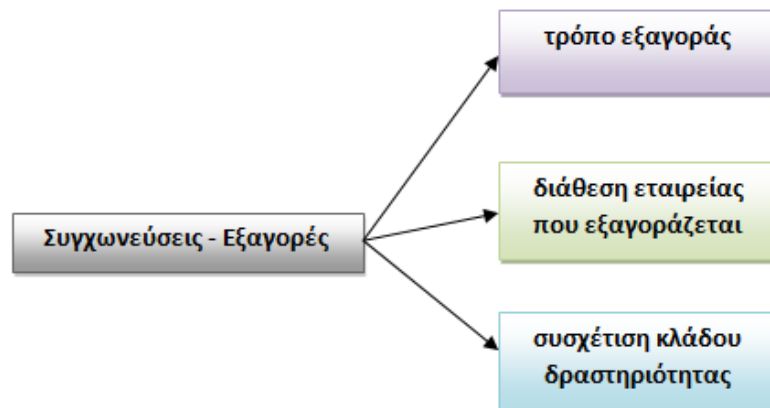 τρόπο εξαγοράς
Συγχωνεύσεις - Εξαγορές
διάθεση εταιρείας
που εξαγοράζεται
συσχέτιση κλάδου
δραστηριότητας